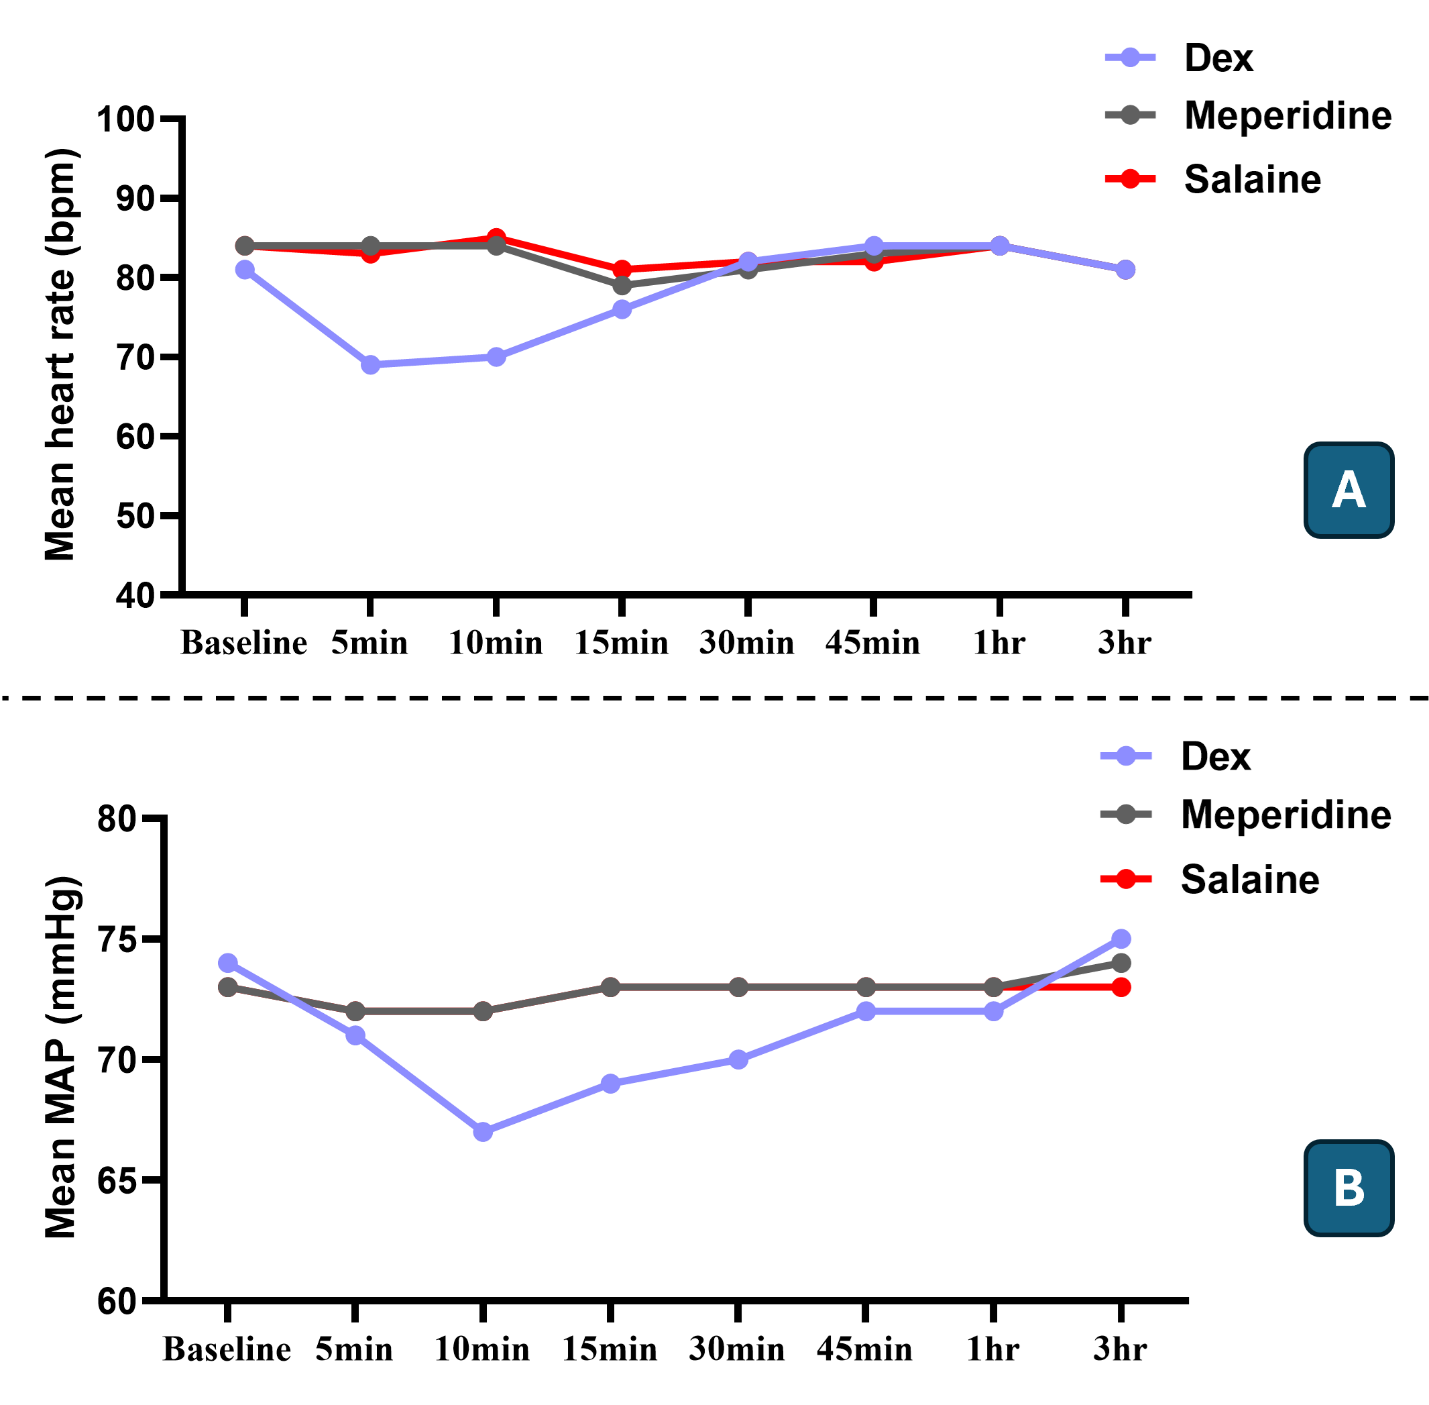 Dex
Meperidine
Salaine
Mean heart rate (bpm)
100
90
80
70
60
50
40
Baseline 5min 10min 15min 30min 45min 1hr 3hr
A
Dex
Meperidine
Salaine
Mean MAP (mmHg)
80
75
70
65
60
Baseline 5min 10min 15min 30min 45min 1hr 3hr
B